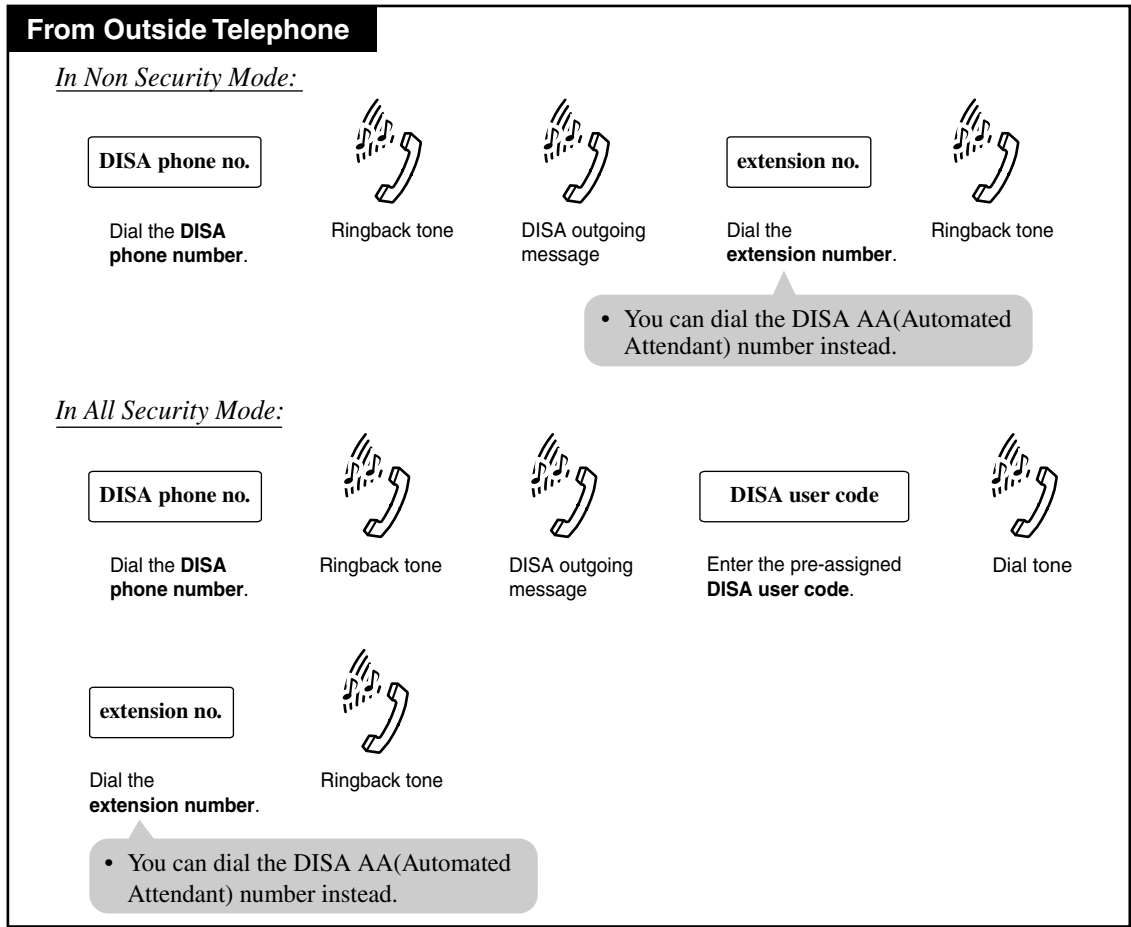 From Outside Telephone
In Non Security Mode:
DISA phone no.
Dial the DISA
phone number.
Ringback tone
DISA outgoing
message
extension no.
Dial the
extension number.
Ringback tone
• You can dial the DISA AA(Automated
Attendant) number instead.
In All Security Mode:
DISA phone no.
Dial the DISA
phone number.
Ringback tone
DISA outgoing
message
DISA user code
Enter the pre-assigned
DISA user code.
Dial tone
extension no.
Dial the
extension number.
Ringback tone
• You can dial the DISA AA(Automated
Attendant) number instead.